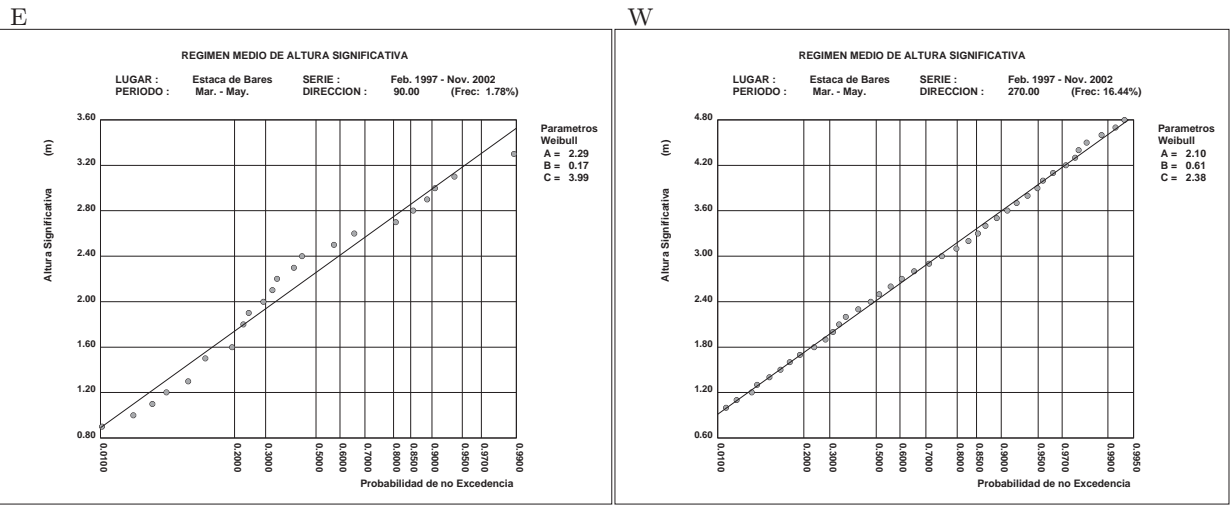 E
REGIMEN MEDIO DE ALTURA SIGNIFICATIVA
LUGAR : Estaca de Bares SERIE : Feb. 1997 - Nov. 2002
PERIODO : Mar. - May. DIRECCION : 90.00 (Frec: 1.78%)
Altura Significativa (m)
3.60
3.20
2.80
2.40
2.00
1.60
1.20
0.80
0.0100 0.2000 0.3000 0.5000 0.6000 0.7000 0.8000 0.8500 0.9000 0.9500 0.9700 0.9900
Probabilidad de no Excedencia
Parametros
Weibull
A = 2.29
B = 0.17
C = 3.99
W
REGIMEN MEDIO DE ALTURA SIGNIFICATIVA
LUGAR : Estaca de Bares SERIE : Feb. 1997 - Nov. 2002
PERIODO : Mar. - May. DIRECCION : 270.00 (Frec: 16.44%)
Altura Significativa (m)
4.80
4.20
3.60
3.00
2.40
1.80
1.20
0.60
0.0100 0.2000 0.3000 0.5000 0.6000 0.7000 0.8000 0.8500 0.9000 0.9500 0.9700 0.9900 0.9950
Probabilidad de no Excedencia
Parametros
Weibull
A = 2.10
B = 0.61
C = 2.38